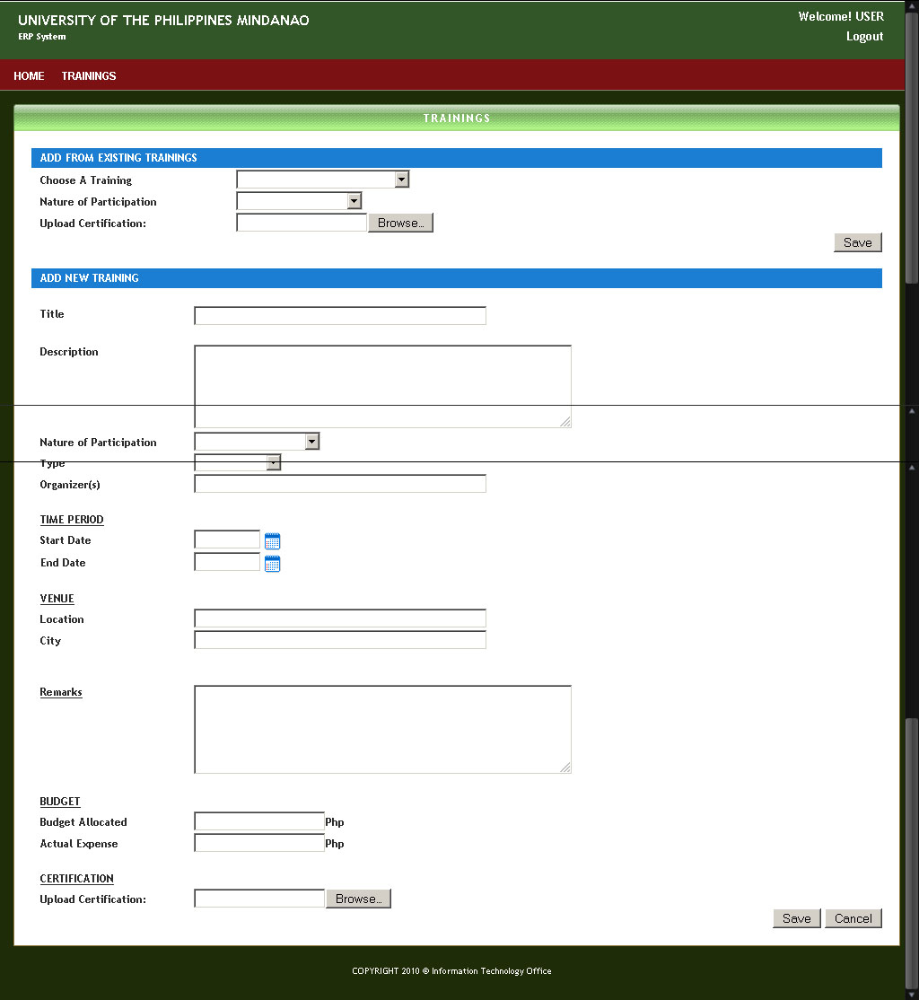 UNIVERSITY OF THE PHILIPPINES MINDANAO
Welcome! USER
ERP System
Logout
HOME TRAININGS
TRAININGS
ADD FROM EXISTING TRAININGS
Choose A Training
Nature of Participation
Upload Certification: Browse...
Save
ADD NEW TRAINING
Title
Description
Nature of Participation
Type
Organizer(s)
TIME PERIOD
Start Date
End Date
VENUE
Location
City
Remarks
BUDGET
Budget Allocated Php
Actual Expense Php
CERTIFICATION
Upload Certification: Browse...
Save Cancel
COPYRIGHT 2010 © Information Technology Office